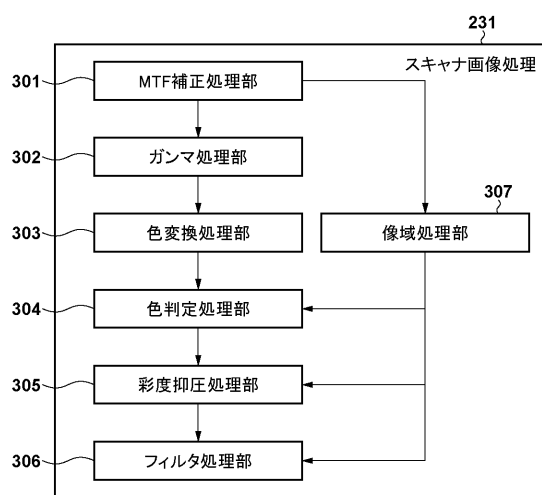 231
スキャナ画像処理
301
MTF補正処理部
302
ガンマ処理部
303
色変換処理部
307
像域処理部
304
色判定処理部
305
彩度抑圧処理部
306
フィルタ処理部